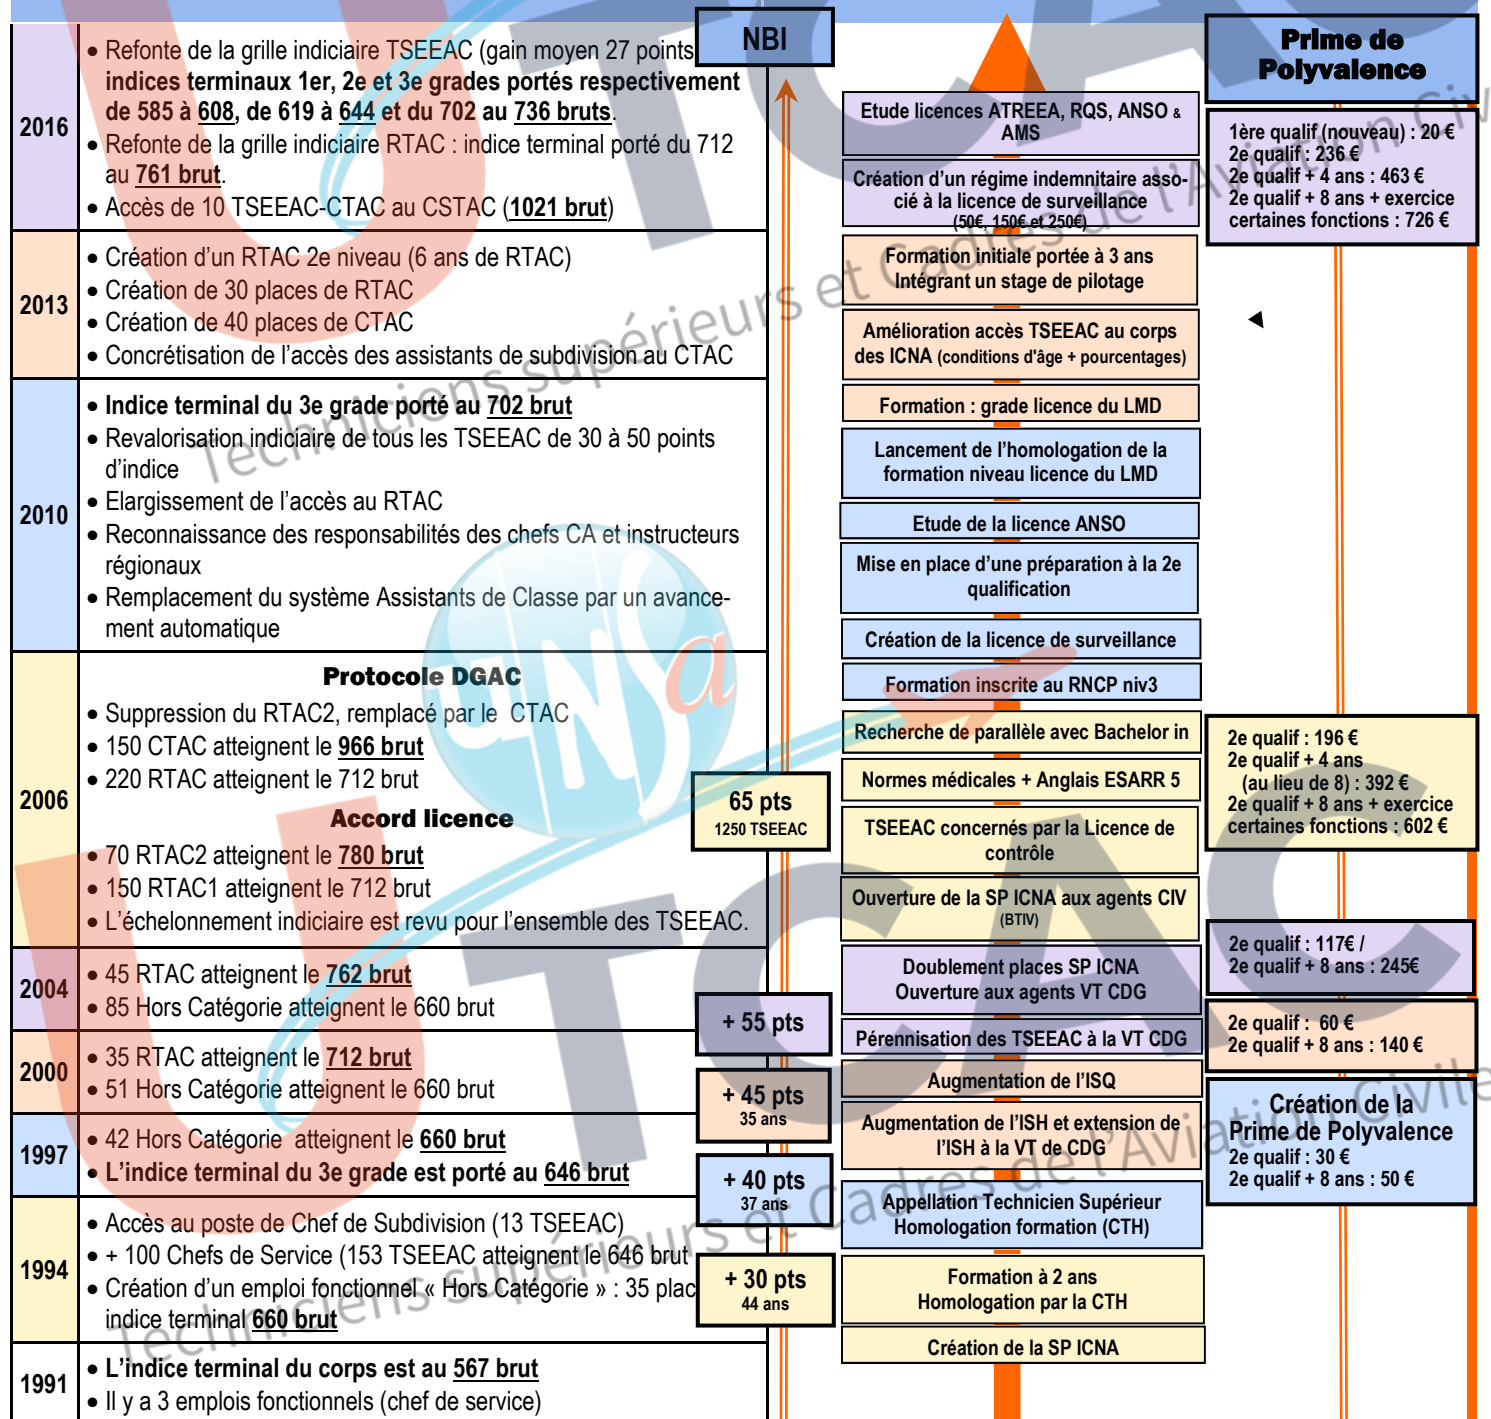 2016
• Refonte de la grille indiciaire TSEEAC (gain moyen 27 points
indices terminaux 1er, 2e et 3e grades portés respectivement
de 585 à 608, de 619 à 644 et du 702 au 736 bruts.
• Refonte de la grille indiciaire RTAC : indice terminal porté du 712
au 761 brut.
• Accès de 10 TSEEAC-CTAC au CSTAC (1021 brut)
2013
• Création d'un RTAC 2e niveau (6 ans de RTAC)
• Création de 30 places de RTAC
• Création de 40 places de CTAC
• Concrétisation de l'accès des assistants de subdivision au CTAC
2010
• Indice terminal du 3e grade porté au 702 brut
• Revalorisation indiciaire de tous les TSEEAC de 30 à 50 points
d'indice
• Elargissement de l'accès au RTAC
• Reconnaissance des responsabilités des chefs CA et instructeurs
régionaux
• Remplacement du système Assistants de Classe par un avance-
ment automatique
2006
Protocole DGAC
• Suppression du RTAC2, remplacé par le CTAC
• 150 CTAC atteignent le 966 brut
• 220 RTAC atteignent le 712 brut
Accord licence
• 70 RTAC2 atteignent le 780 brut
• 150 RTAC1 atteignent le 712 brut
• L'échelonnement indiciaire est revu pour l'ensemble des TSEEAC.
2004
• 45 RTAC atteignent le 762 brut
• 85 Hors Catégorie atteignent le 660 brut
2000
• 35 RTAC atteignent le 712 brut
• 51 Hors Catégorie atteignent le 660 brut
1997
• 42 Hors Catégorie atteignent le 660 brut
• L'indice terminal du 3e grade est porté au 646 brut
1994
• Accès au poste de Chef de Subdivision (13 TSEEAC)
• + 100 Chefs de Service (153 TSEEAC atteignent le 646 brut
• Création d'un emploi fonctionnel « Hors Catégorie » : 35 plac
indice terminal 660 brut
1991
• L'indice terminal du corps est au 567 brut
• Il y a 3 emplois fonctionnels (chef de service)
NBI
65 pts
1250 TSEEAC
+ 55 pts
+ 45 pts
35 ans
+ 40 pts
37 ans
+ 30 pts
44 ans
Etude licences ATREEA, RQS, ANSO &
AMS
Création d'un régime indemnitaire asso-
cié à la licence de surveillance
(50€, 150€ et 250€)
Formation initiale portée à 3 ans
Intégrant un stage de pilotage
Amélioration accès TSEEAC au corps
des ICNA (conditions d'âge + pourcentages)
Formation : grade licence du LMD
Lancement de l'homologation de la
formation niveau licence du LMD
Etude de la licence ANSO
Mise en place d'une préparation à la 2e
qualification
Création de la licence de surveillance
Formation inscrite au RNCP niv3
Recherche de parallèle avec Bachelor in
Normes médicales + Anglais ESARR 5
TSEEAC concernés par la Licence de
contrôle
Ouverture de la SP ICNA aux agents CIV
(BTIV)
Doublement places SP ICNA
Ouverture aux agents VT CDG
Pérennisation des TSEEAC à la VT CDG
Augmentation de l'ISQ
Augmentation de l'ISH et extension de
l'ISH à la VT de CDG
Appellation Technicien Supérieur
Homologation formation (CTH)
Formation à 2 ans
Homologation par la CTH
Création de la SP ICNA
Prime de
Polyvalence
1ère qualif (nouveau) : 20 €
2e qualif : 236 €
2e qualif + 4 ans : 463 €
2e qualif + 8 ans + exercice
certaines fonctions : 726 €
2e qualif : 196 €
2e qualif + 4 ans
(au lieu de 8) : 392 €
2e qualif + 8 ans + exercice
certaines fonctions : 602 €
2e qualif : 117€ /
2e qualif + 8 ans : 245€
2e qualif : 60 €
2e qualif + 8 ans : 140 €
Création de la
Prime de Polyvalence
2e qualif : 30 €
2e qualif + 8 ans : 50 €
UTCAC
Techniciens supérieurs et Cadres de l'Aviation Civ
UNSa
UTCAC
Techniciens supérieurs et Cadres de l'Aviation Civile